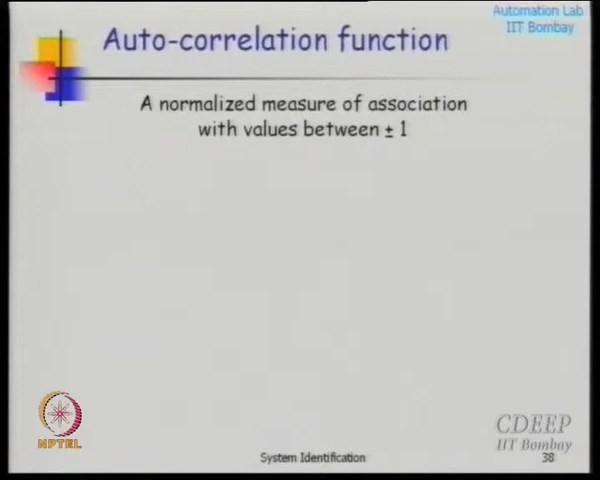 Automation Lab
IIT Bombay
Auto-correlation function
A normalized measure of association
with values between ± 1
NPTEL
CDEEP
IIT Bombay
System Identification
38